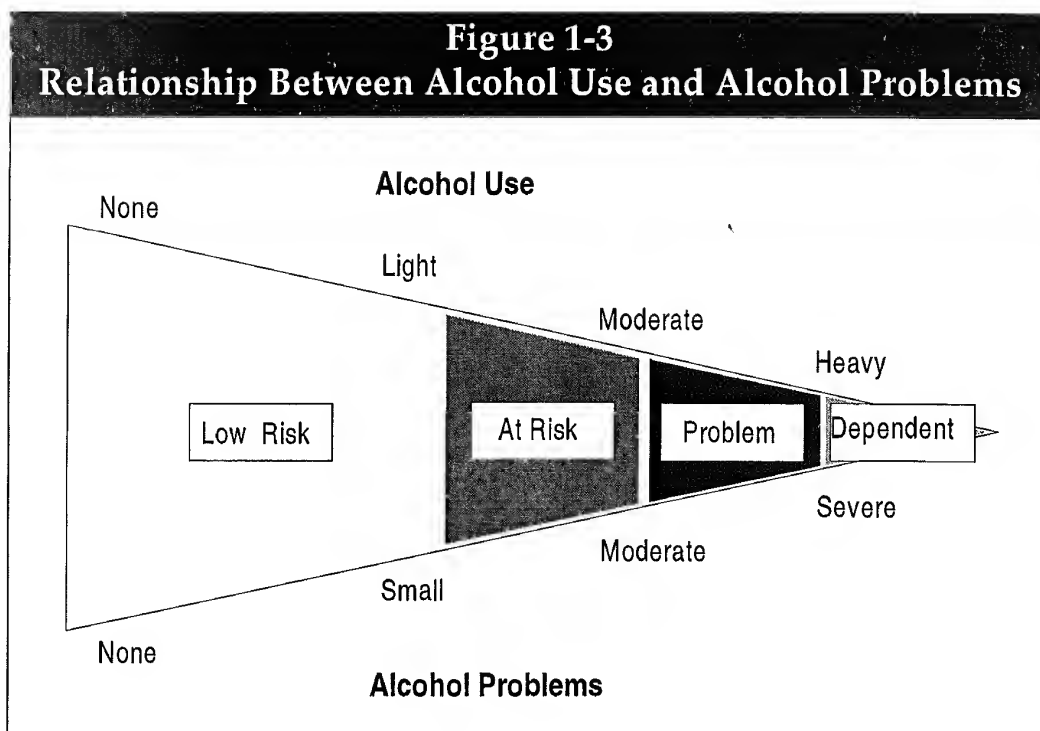 Figure 1-3
Relationship Between Alcohol Use and Alcohol Problems
Alcohol Use
None
Light
Moderate
Heavy
Low Risk
At Risk
Problem
Dependent
Severe
Moderate
Small
None
Alcohol Problems